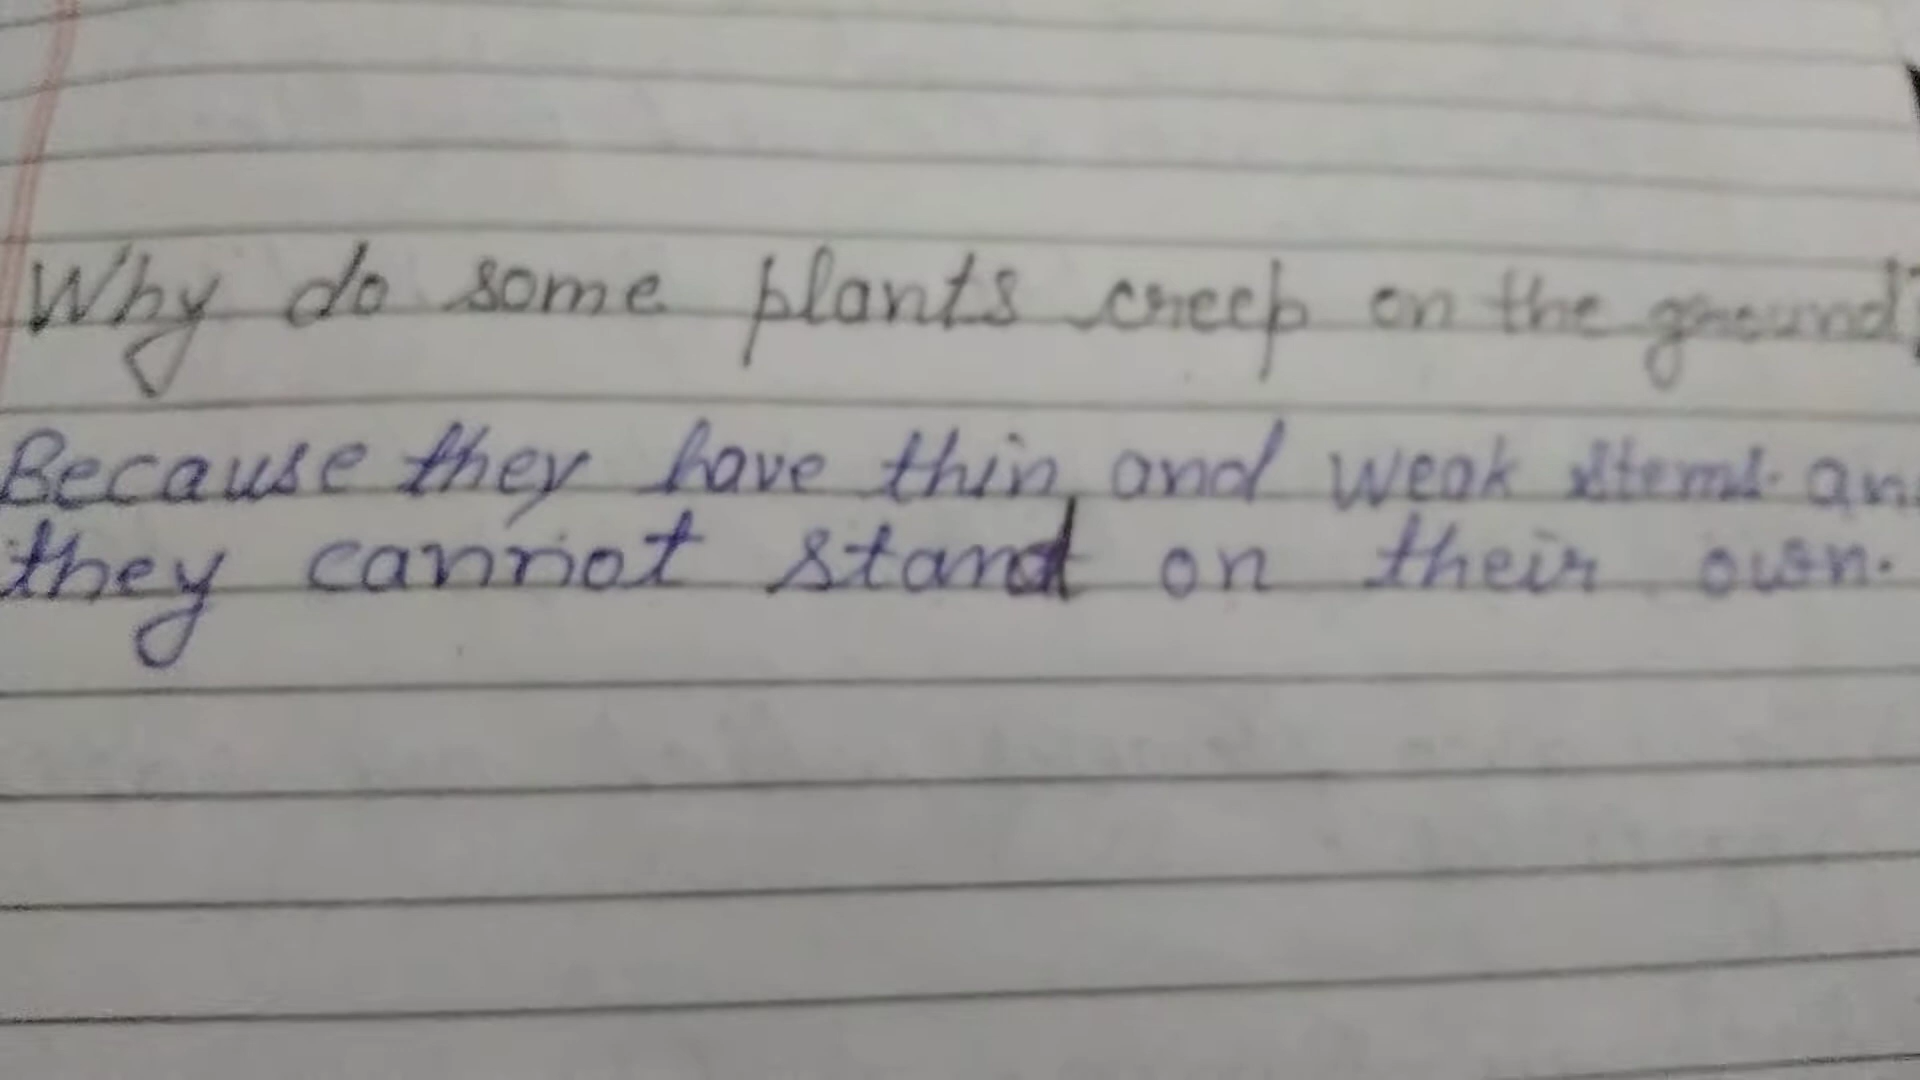 Why do some plants creep on the ground?
Because they have thin, and weak stems. an
they cannot stand on their own.